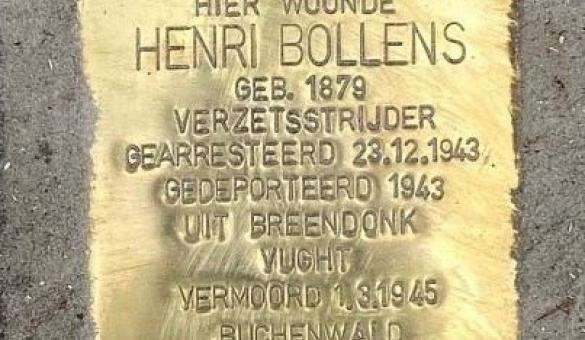 HIER WOONDE
HENRI BOLLENS
GEB. 1879
VERZETSSTRIJDER
GEARRESTEERD 23.12.1943
GEDEPORTEERD 1943
UIT BREENDONK
VUGHT
VERMOORD 1.3.1945
BUCHENWALD